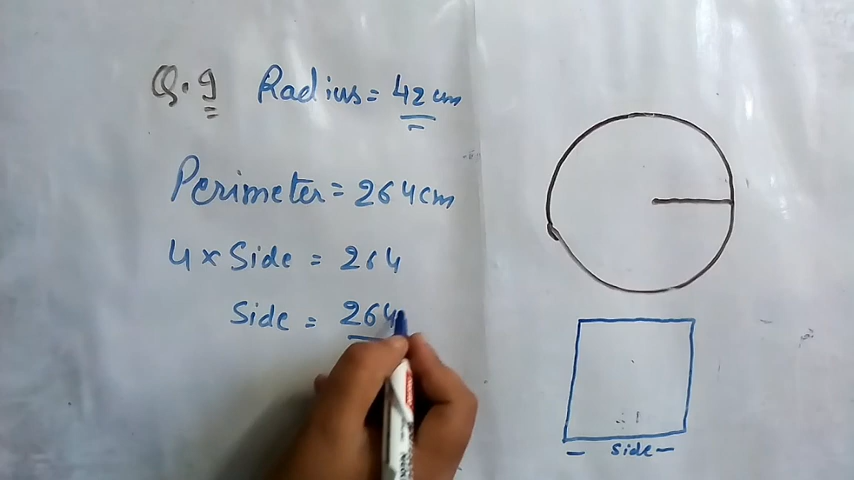 Q.9 Radius = 42 cm
Perimeter = 264 cm
4 × Side = 264
Side = 264
- Side -